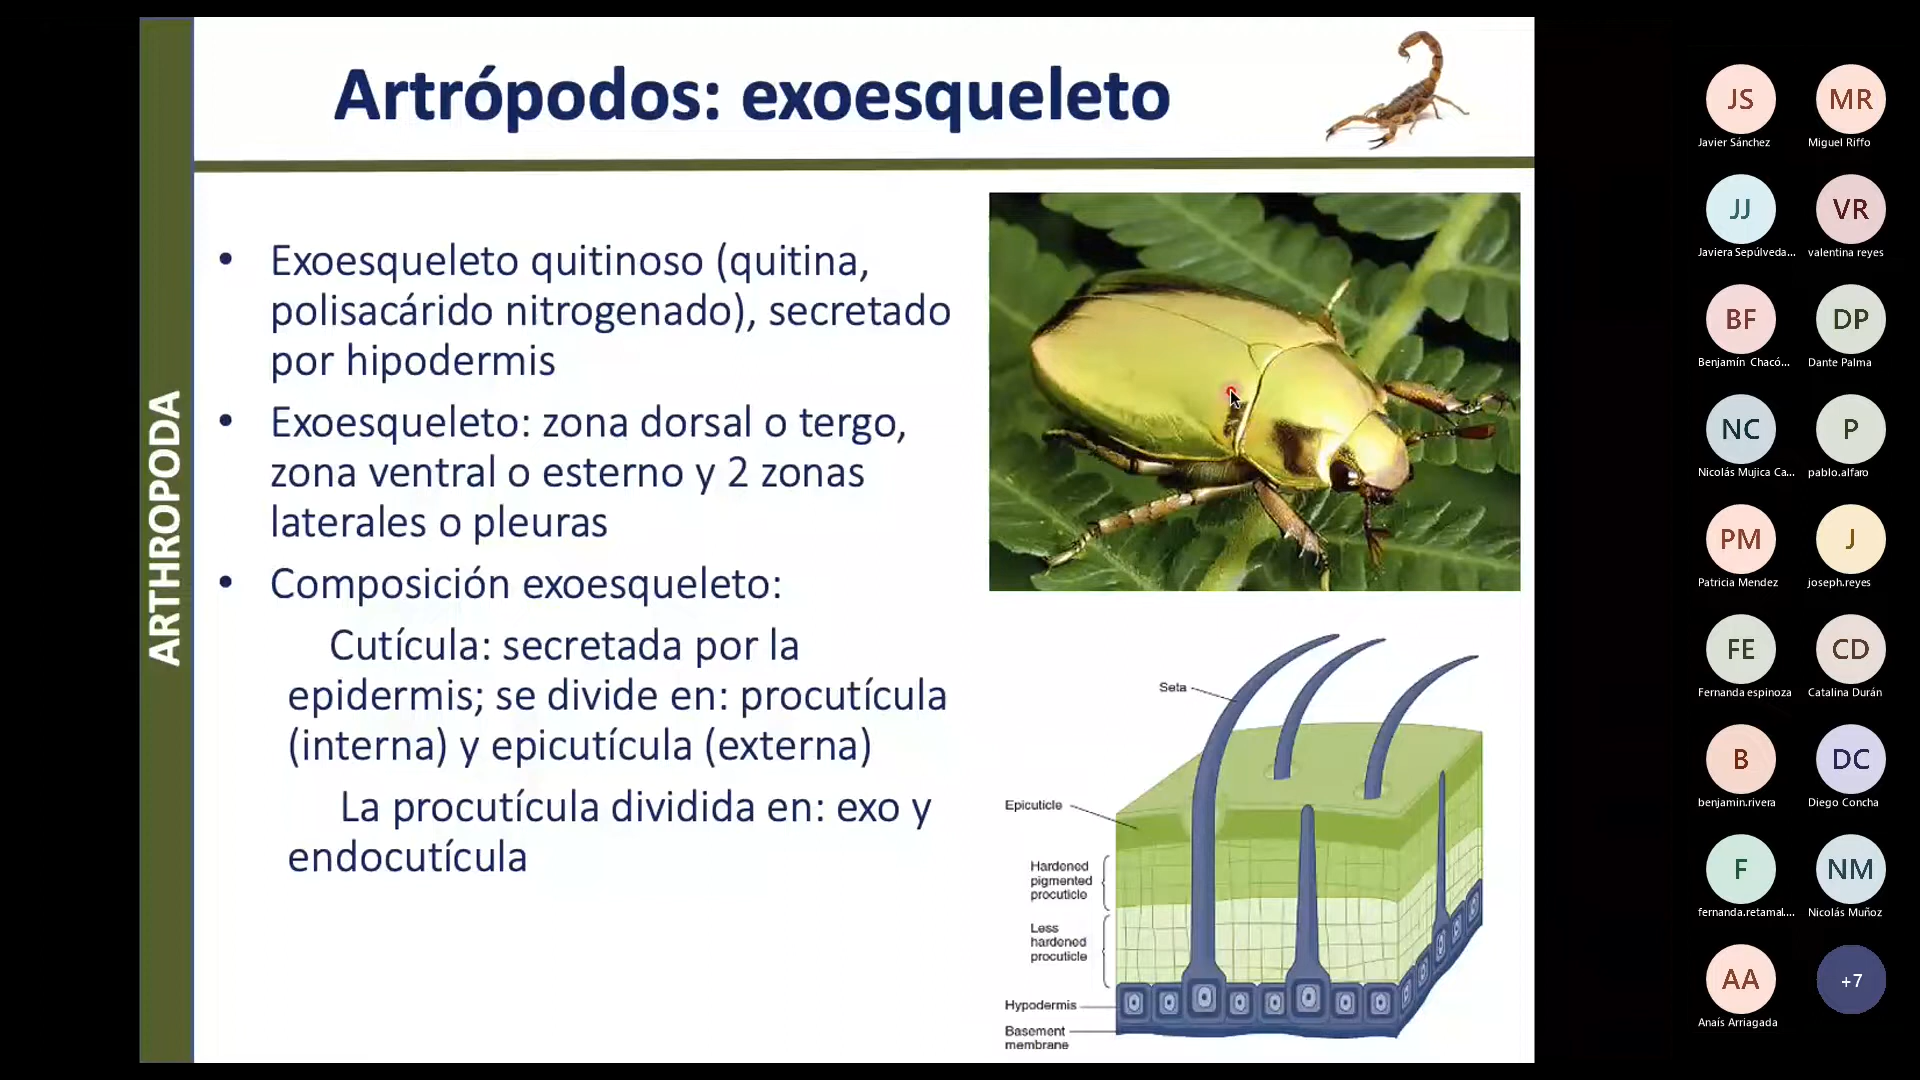 Artrópodos: exoesqueleto
ARTHROPODA
• Exoesqueleto quitinoso (quitina,
polisacárido nitrogenado), secretado
por hipodermis
• Exoesqueleto: zona dorsal o tergo,
zona ventral o esterno y 2 zonas
laterales o pleuras
• Composición exoesqueleto:
Cutícula: secretada por la
epidermis; se divide en: procutícula
(interna) y epicutícula (externa)
La procutícula dividida en: exo y
endocutícula
Seta
Epicuticle
Hardened
pigmented
procuticle
Less
hardened
procuticle
Hypodermis
Basement
membrane
JS
MR
Javier Sánchez
Miguel Riffo
JJ
VR
Javiera Sepúlveda...
valentina reyes
BF
DP
Benjamín Chacó...
Dante Palma
NC
P
Nicolás Mujica Ca...
pablo.alfaro
PM
J
Patricia Mendez
joseph.reyes
FE
CD
Fernanda espinoza
Catalina Durán
B
DC
benjamin.rivera
Diego Concha
F
NM
fernanda.retamal....
Nicolás Muñoz
AA
+7
Anaís Arriagada